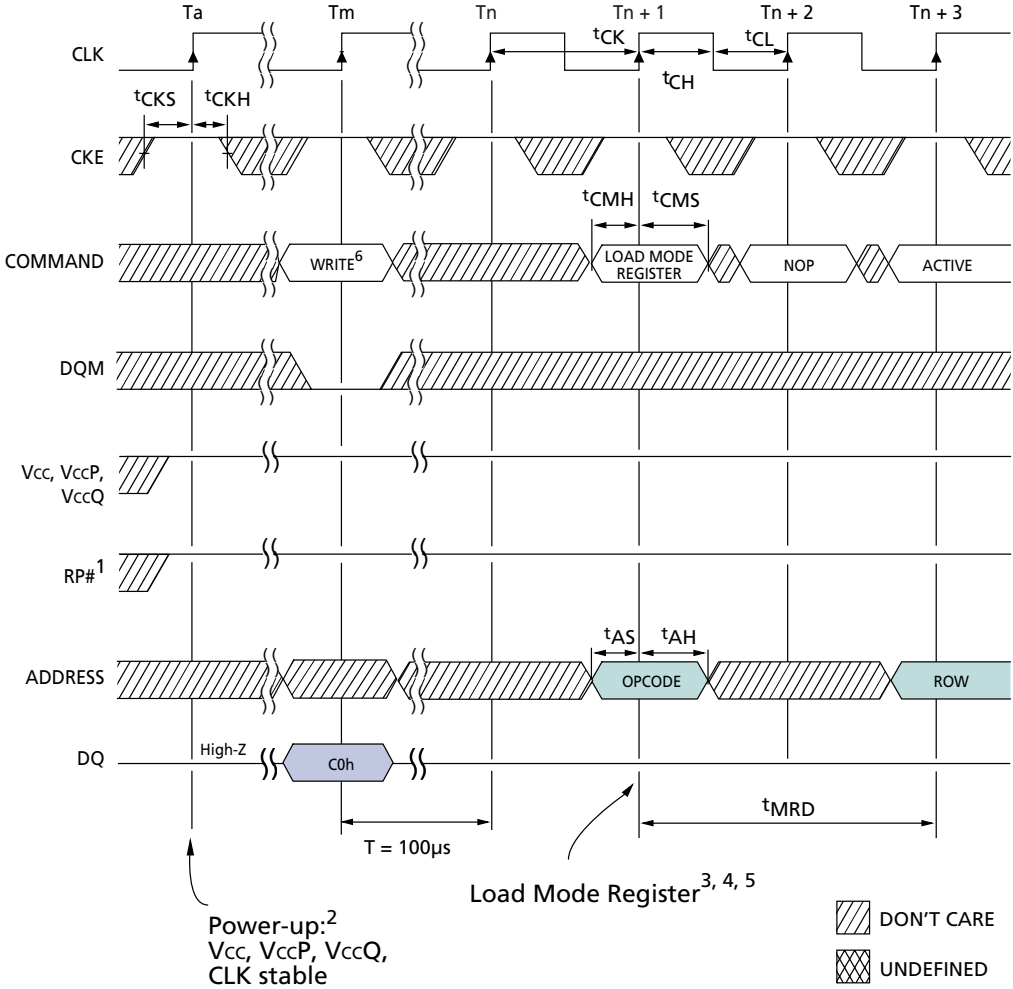 Ta Tm Tn Tn + 1 Tn + 2 Tn + 3
CLK
tCK tCL
tCH
tCKS tCKH
CKE
tCMH tCMS
COMMAND
WRITE6
LOAD MODE
REGISTER
NOP
ACTIVE
DQM
Vcc, VccP,
VccQ
RP#1
tAS tAH
ADDRESS
OPCODE
ROW
DQ
High-Z
C0h
T = 100µs
tMRD
Load Mode Register3, 4, 5
Power-up:2
Vcc, VccP, VccQ,
CLK stable
DON'T CARE
UNDEFINED